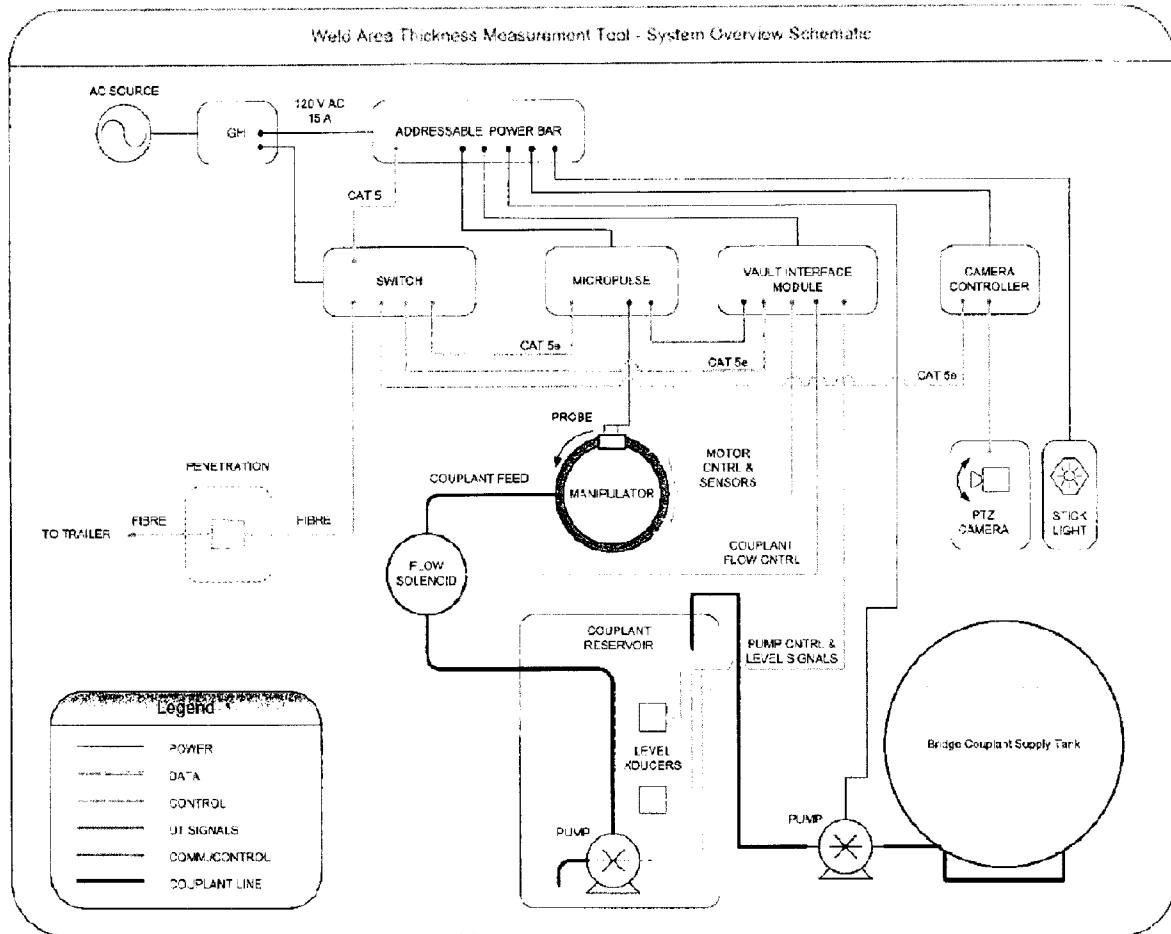 Weld Area Thickness Measurement Tool - System Overview Schematic
AC SOURCE
120 V AC
15 A
ADDRESSABLE POWER BAR
CAT 5
SWITCH
MICROPULSE
VAULT INTERFACE
MODULE
CAMERA
CONTROLLER
CAT 5e
CAT 5e
CAT 5e
PROBE
MANIPULATOR
MOTOR
CNTRL &
SENSORS
COUPLANT FEED
PENETRATION
TO TRAILER
FIBRE
FIBRE
PTZ
CAMERA
STICK
LIGHT
FLOW
SOLENOID
COUPLANT
FLOW CNTRL
COUPLANT
RESERVOIR
PUMP CNTRL &
LEVEL SIGNALS
LEVEL
XDUCERS
PUMP
PUMP
Bridge Couplant Supply Tank
Legend
POWER
DATA
CONTROL
UT SIGNALS
COMM/CONTROL
COUPLANT LINE